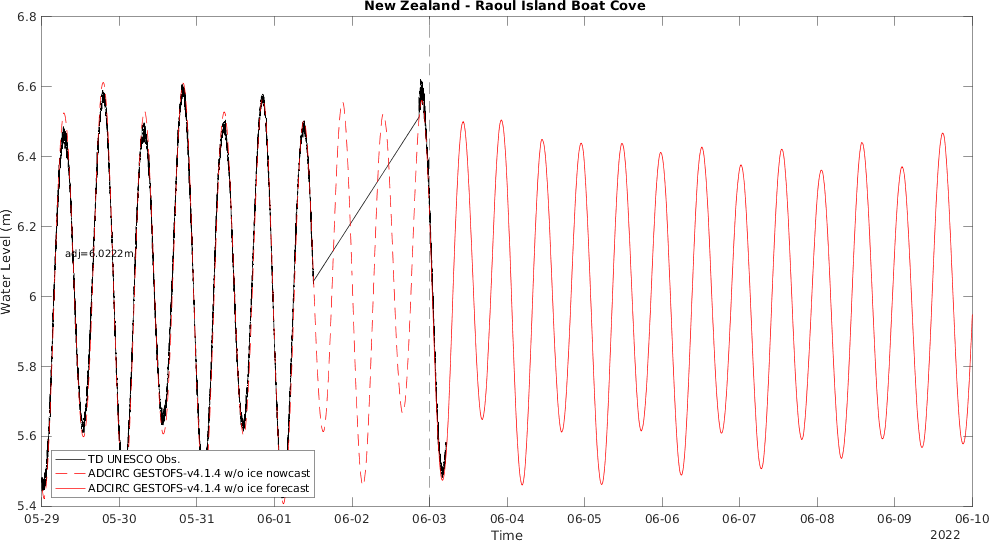 New Zealand - Raoul Island Boat Cove
6.8
6.6
6.4
6.2
6
5.8
5.6
5.4
Water Level (m)
adj=6.0222m
TD UNESCO Obs.
ADCIRC GESTOFS-v4.1.4 w/o ice nowcast
ADCIRC GESTOFS-v4.1.4 w/o ice forecast
05-29 05-30 05-31 06-01 06-02 06-03 06-04 06-05 06-06 06-07 06-08 06-09 06-10
Time
2022